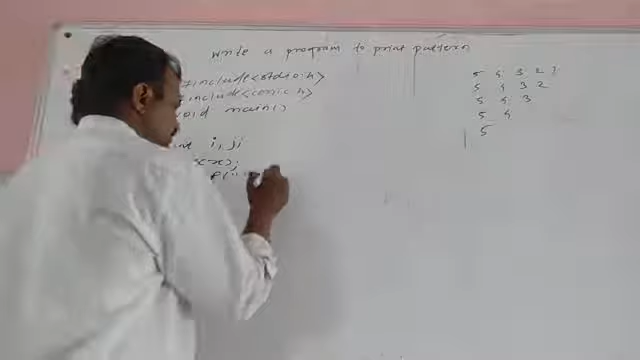 Write a program to print pattern
#include<stdio.h>
#include<conio.h>
void main()
int i, j;
5 4 3 2 1
5 4 3 2
5 4 3
5 4
5